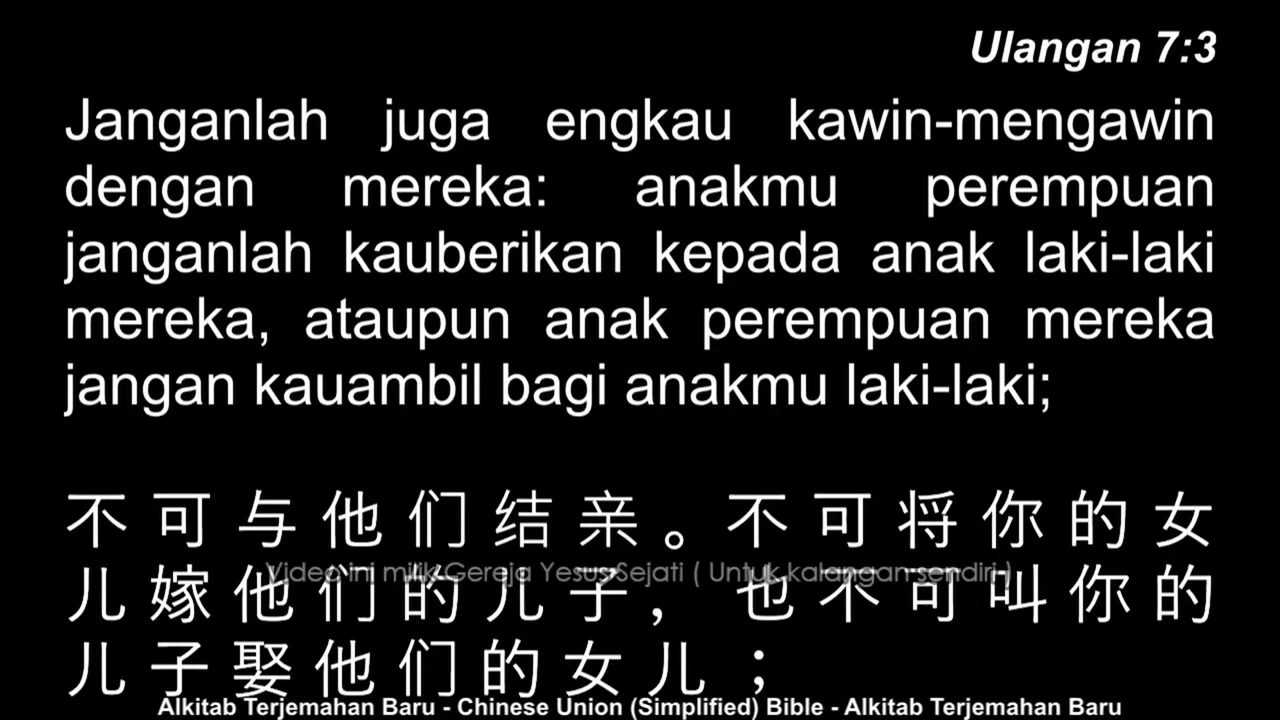 Ulangan 7:3
Janganlah juga engkau kawin-mengawin
dengan mereka: anakmu perempuan
janganlah kauberikan kepada anak laki-laki
mereka, ataupun anak perempuan mereka
jangan kauambil bagi anakmu laki-laki;
不可与他们结亲。不可将你的女
Video ini milik Gereja Yesus Sejati ( Untuk kalangan sendiri )
儿嫁他们的儿子，也不可叫你的
儿子娶他们的女儿；
Alkitab Terjemahan Baru - Chinese Union (Simplified) Bible - Alkitab Terjemahan Baru